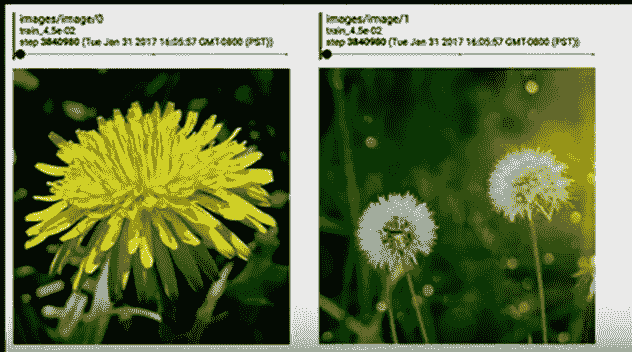 images/image/0
train_4.5e-02
step 3840980 (Tue Jan 31 2017 16:05:57 GMT-0800 (PST))
images/image/1
train_4.5e-02
step 3840980 (Tue Jan 31 2017 16:05:57 GMT-0800 (PST))